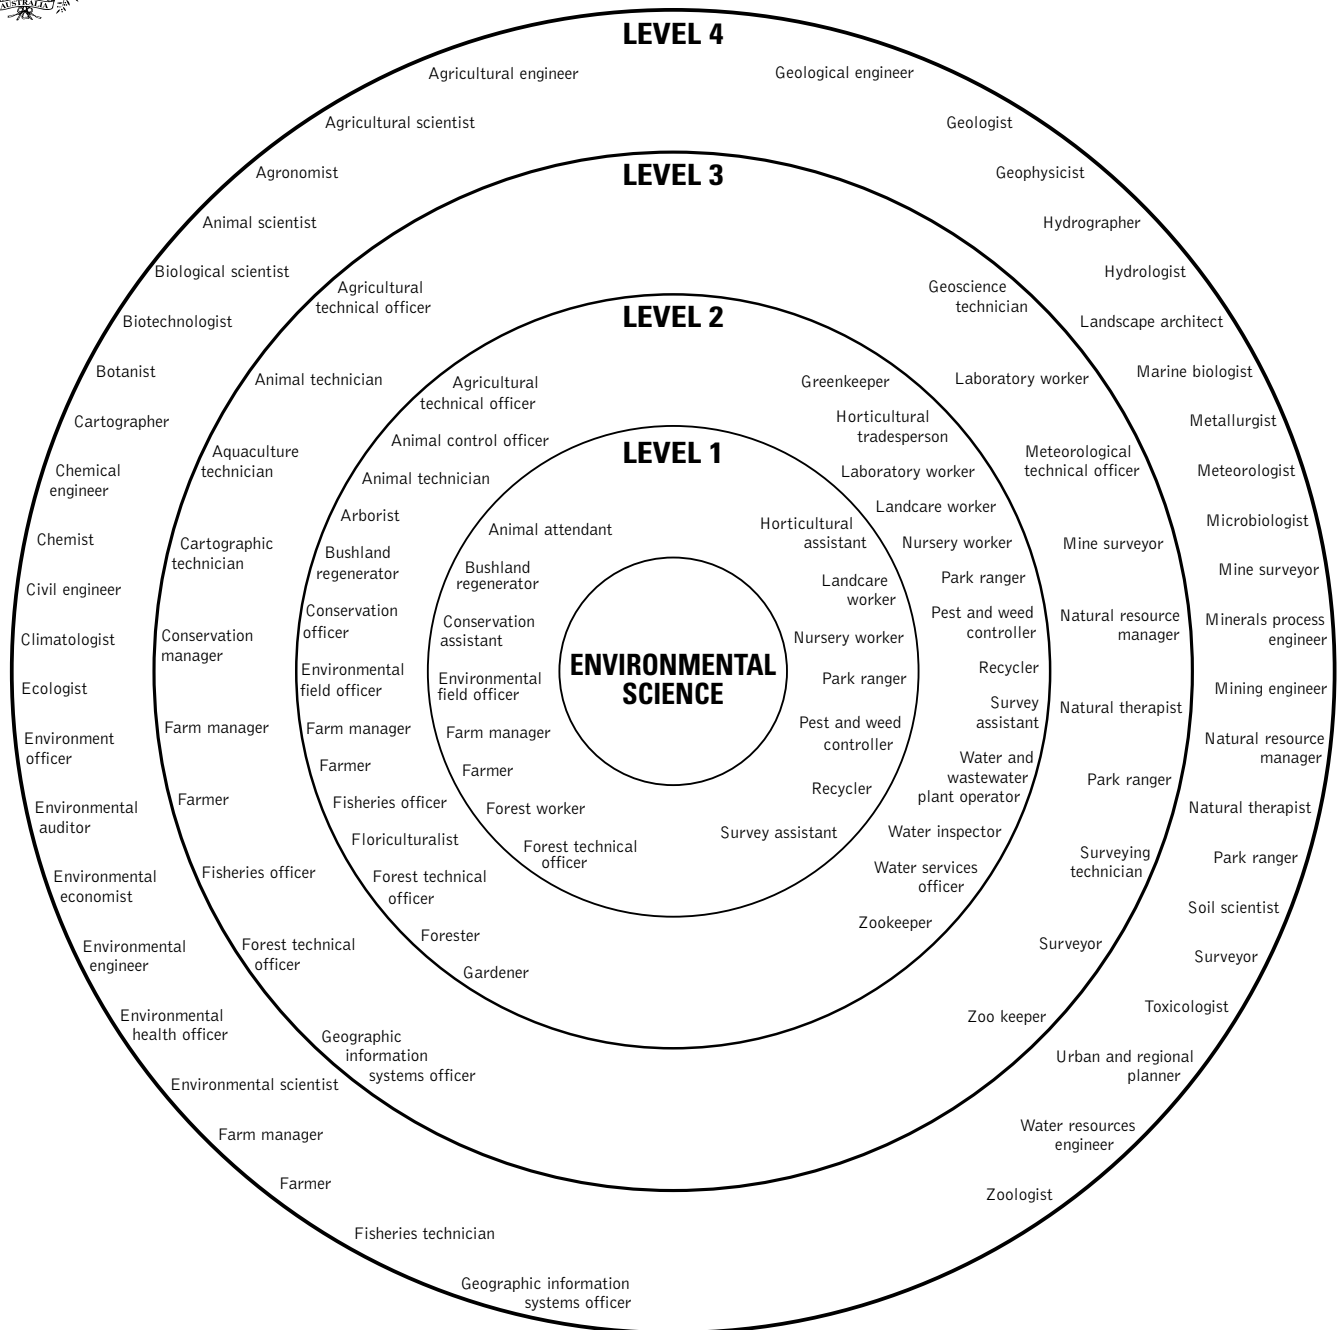 AUSTRALIA
LEVEL 4
Agricultural engineer
Agricultural scientist
Agronomist
Animal scientist
Biological scientist
Biotechnologist
Botanist
Cartographer
Chemical
engineer
Chemist
Civil engineer
Climatologist
Ecologist
Environment
officer
Environmental
auditor
Environmental
economist
Environmental
engineer
Environmental
health officer
Environmental scientist
Farm manager
Farmer
Fisheries technician
Geographic information
systems officer
Geological engineer
Geologist
Geophysicist
Hydrographer
Hydrologist
Landscape architect
Marine biologist
Metallurgist
Meteorologist
Microbiologist
Mine surveyor
Minerals process
engineer
Mining engineer
Natural resource
manager
Natural therapist
Park ranger
Soil scientist
Surveyor
Toxicologist
Urban and regional
planner
Water resources
engineer
Zoologist
LEVEL 3
Agricultural
technical officer
Animal technician
Aquaculture
technician
Cartographic
technician
Conservation
manager
Farm manager
Farmer
Fisheries officer
Forest technical
officer
Geographic
information
systems officer
Geoscience
technician
Laboratory worker
Meteorological
technical officer
Mine surveyor
Natural resource
manager
Natural therapist
Park ranger
Surveying
technician
Surveyor
Zoo keeper
LEVEL 2
Agricultural
technical officer
Animal control officer
Animal technician
Arborist
Bushland
regenerator
Conservation
officer
Environmental
field officer
Farm manager
Farmer
Fisheries officer
Floriculturalist
Forest technical
officer
Forester
Gardener
Greenkeeper
Horticultural
tradesperson
Laboratory worker
Landcare worker
Nursery worker
Park ranger
Pest and weed
controller
Recycler
Survey
assistant
Water and
wastewater
plant operator
Water inspector
Water services
officer
Zookeeper
LEVEL 1
Animal attendant
Bushland
regenerator
Conservation
assistant
Environmental
field officer
Farm manager
Farmer
Forest worker
Forest technical
officer
Horticultural
assistant
Landcare
worker
Nursery worker
Park ranger
Pest and weed
controller
Recycler
Survey assistant
ENVIRONMENTAL
SCIENCE